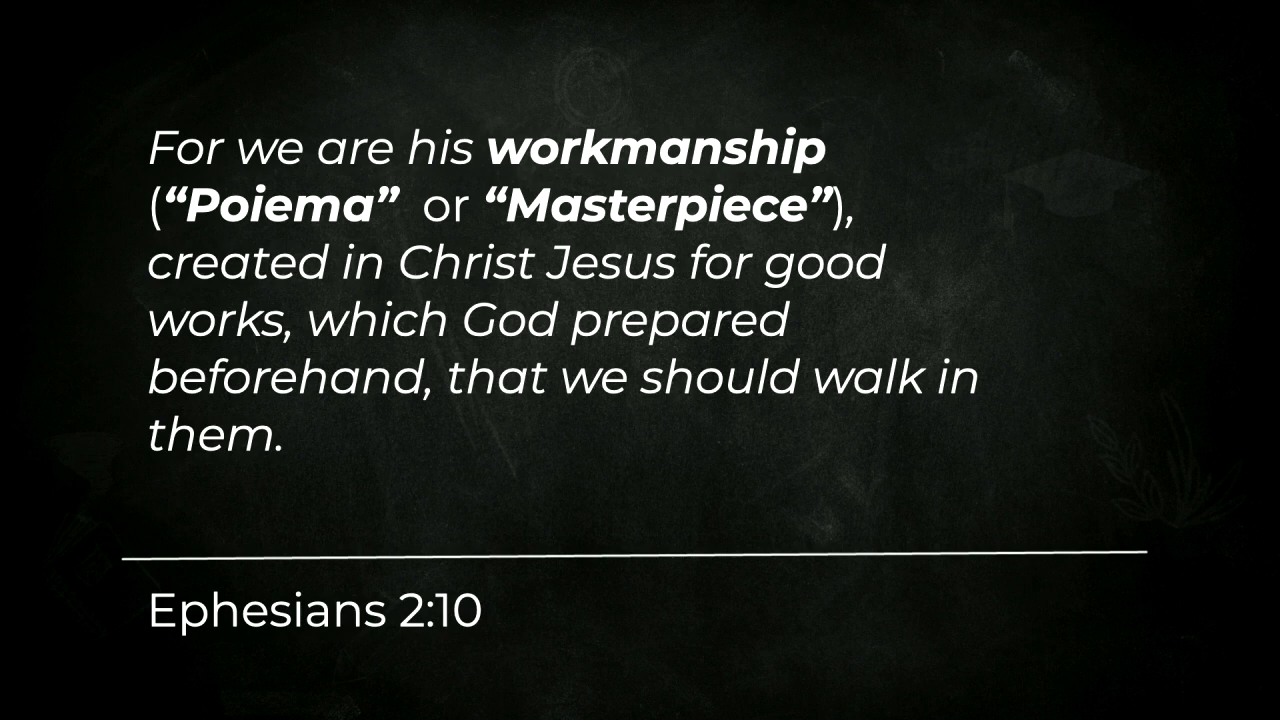 For we are his workmanship
(“Poiema” or “Masterpiece”),
created in Christ Jesus for good
works, which God prepared
beforehand, that we should walk in
them.
Ephesians 2:10